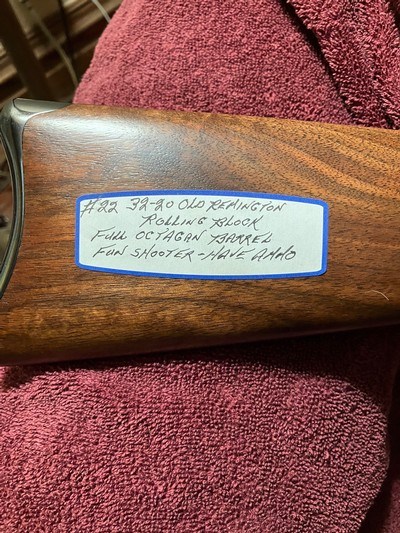 #22 32-20 OLD REMINGTON
ROLLING BLOCK
FULL OCTAGAN BARREL
FUN SHOOTER - HAVE AMMO